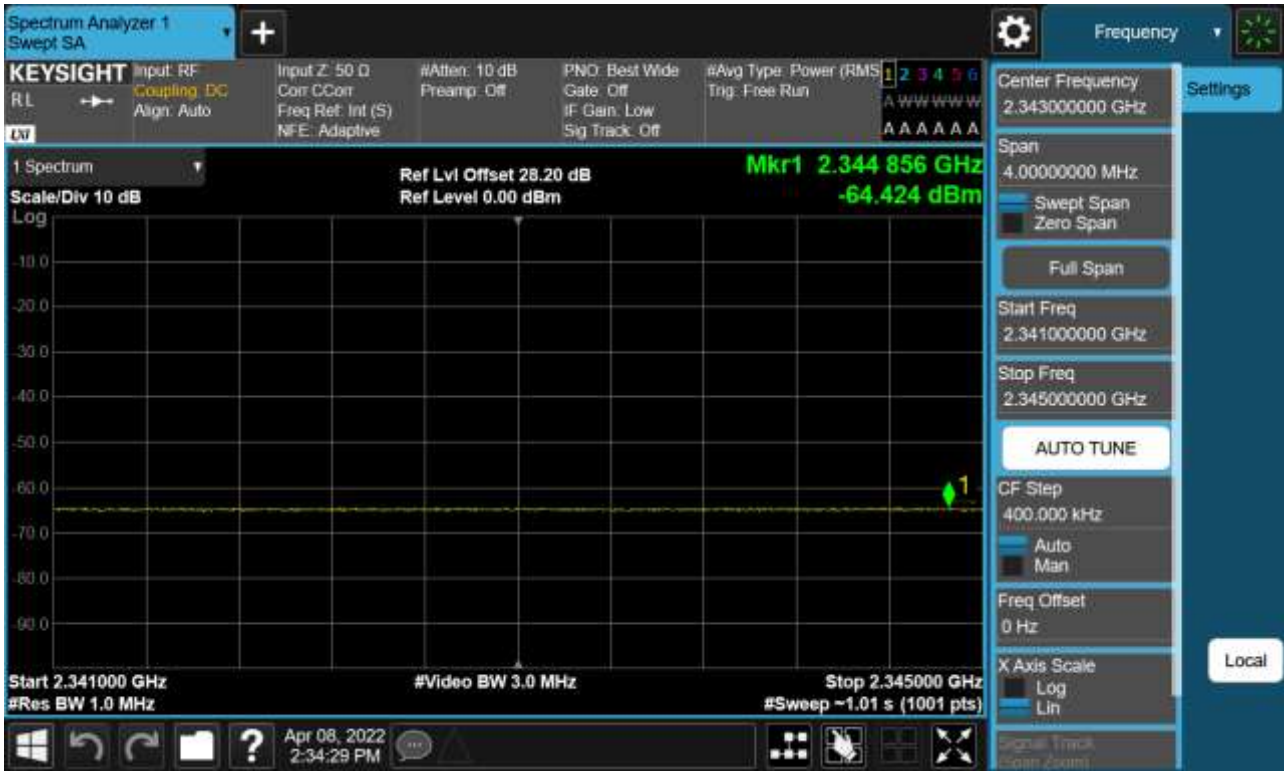 Spectrum Analyzer 1
Swept SA
+
Frequency
KEYSIGHT
RL
LXI
Input: RF
Coupling: DC
Align: Auto
Input Z: 50 Ω
Corr CCorr
Freq Ref: Int (S)
NFE: Adaptive
#Atten: 10 dB
Preamp: Off
PNO: Best Wide
Gate: Off
IF Gain: Low
Sig Track: Off
#Avg Type: Power (RMS
Trig: Free Run
1 2 3 4 5 6
A W W W W W
A A A A A A
1 Spectrum
Scale/Div 10 dB
Log
Ref Lvl Offset 28.20 dB
Ref Level 0.00 dBm
Mkr1 2.344 856 GHz
-64.424 dBm
-10.0
-20.0
-30.0
-40.0
-50.0
-60.0
-70.0
-80.0
-90.0
1
Start 2.341000 GHz
#Res BW 1.0 MHz
#Video BW 3.0 MHz
Stop 2.345000 GHz
#Sweep ~1.01 s (1001 pts)
Center Frequency
2.343000000 GHz
Span
4.00000000 MHz
Swept Span
Zero Span
Full Span
Start Freq
2.341000000 GHz
Stop Freq
2.345000000 GHz
AUTO TUNE
CF Step
400.000 kHz
Auto
Man
Freq Offset
0 Hz
X Axis Scale
Log
Lin
Signal Track
(Span Zoom)
Settings
Local
?
Apr 08, 2022
2:34:29 PM